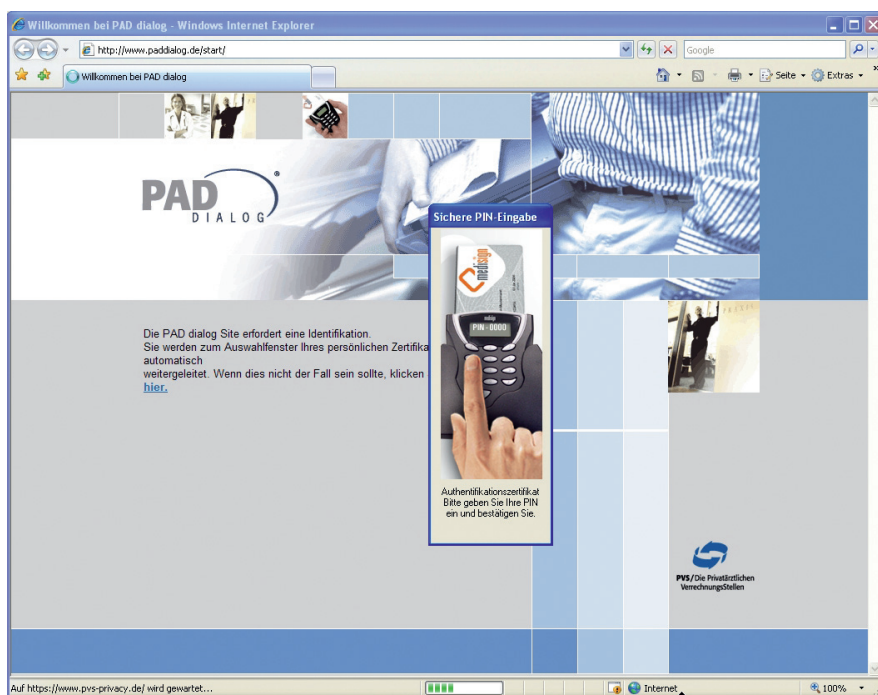 Willkommen bei PAD dialog - Windows Internet Explorer
http://www.paddialog.de/start/
Google
Willkommen bei PAD dialog
Seite
Extras
PAD
DIALOG
®
Sichere PIN-Eingabe
medisign
PIN-0000
Die PAD dialog Site erfordert eine Identifikation.
Sie werden zum Auswahlfenster Ihres persönlichen Zertifika
automatisch
weitergeleitet. Wenn dies nicht der Fall sein sollte, klicken
hier.
Authentifikationszertifikat
Bitte geben Sie Ihre PIN
ein und bestätigen Sie.
PVS/Die Privatärztlichen
VerrechnungsStellen
Auf https://www.pvs-privacy.de/ wird gewartet...
Internet
100%